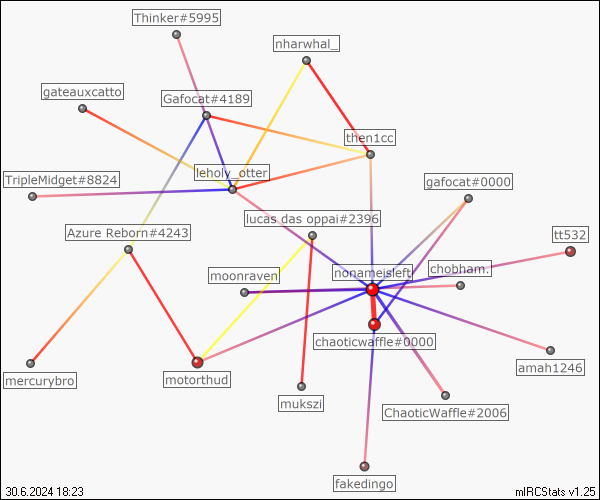 Thinker#5995
nharwhal_
gateauxcatto
Gafocat#4189
then1cc
leholy_otter
TripleMidget#8824
gafocat#0000
lucas das oppai#2396
Azure Reborn#4243
tt532
moonraven
nonameisleft
chobham.
chaoticwaffle#0000
mercurybro
motorthud
amah1246
mukszi
ChaoticWaffle#2006
fakedingo
30.6.2024 18:23
mIRCStats v1.25